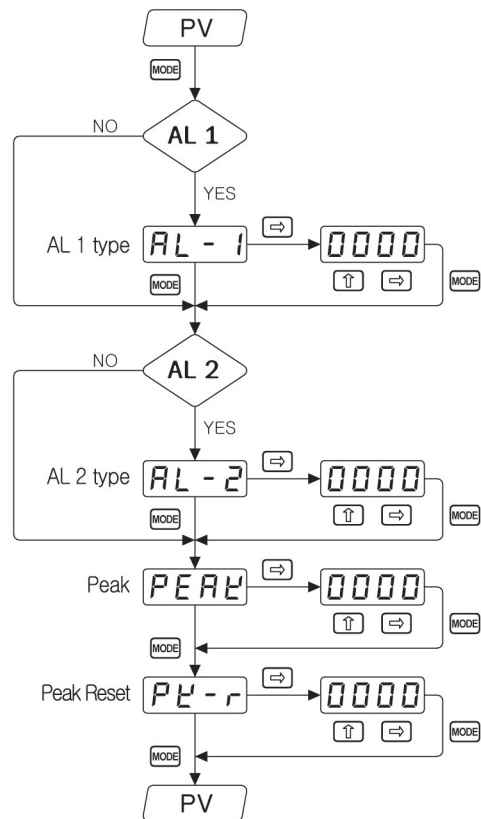 PV
MODE
NO
AL 1
YES
AL 1 type AL - 1 ⇨ 0000
MODE ⇧ ⇨ MODE
NO
AL 2
YES
AL 2 type AL - 2 ⇨ 0000
MODE ⇧ ⇨ MODE
Peak PEAK ⇨ 0000
MODE ⇧ ⇨ MODE
Peak Reset PK - r ⇨ 0000
MODE ⇧ ⇨ MODE
PV